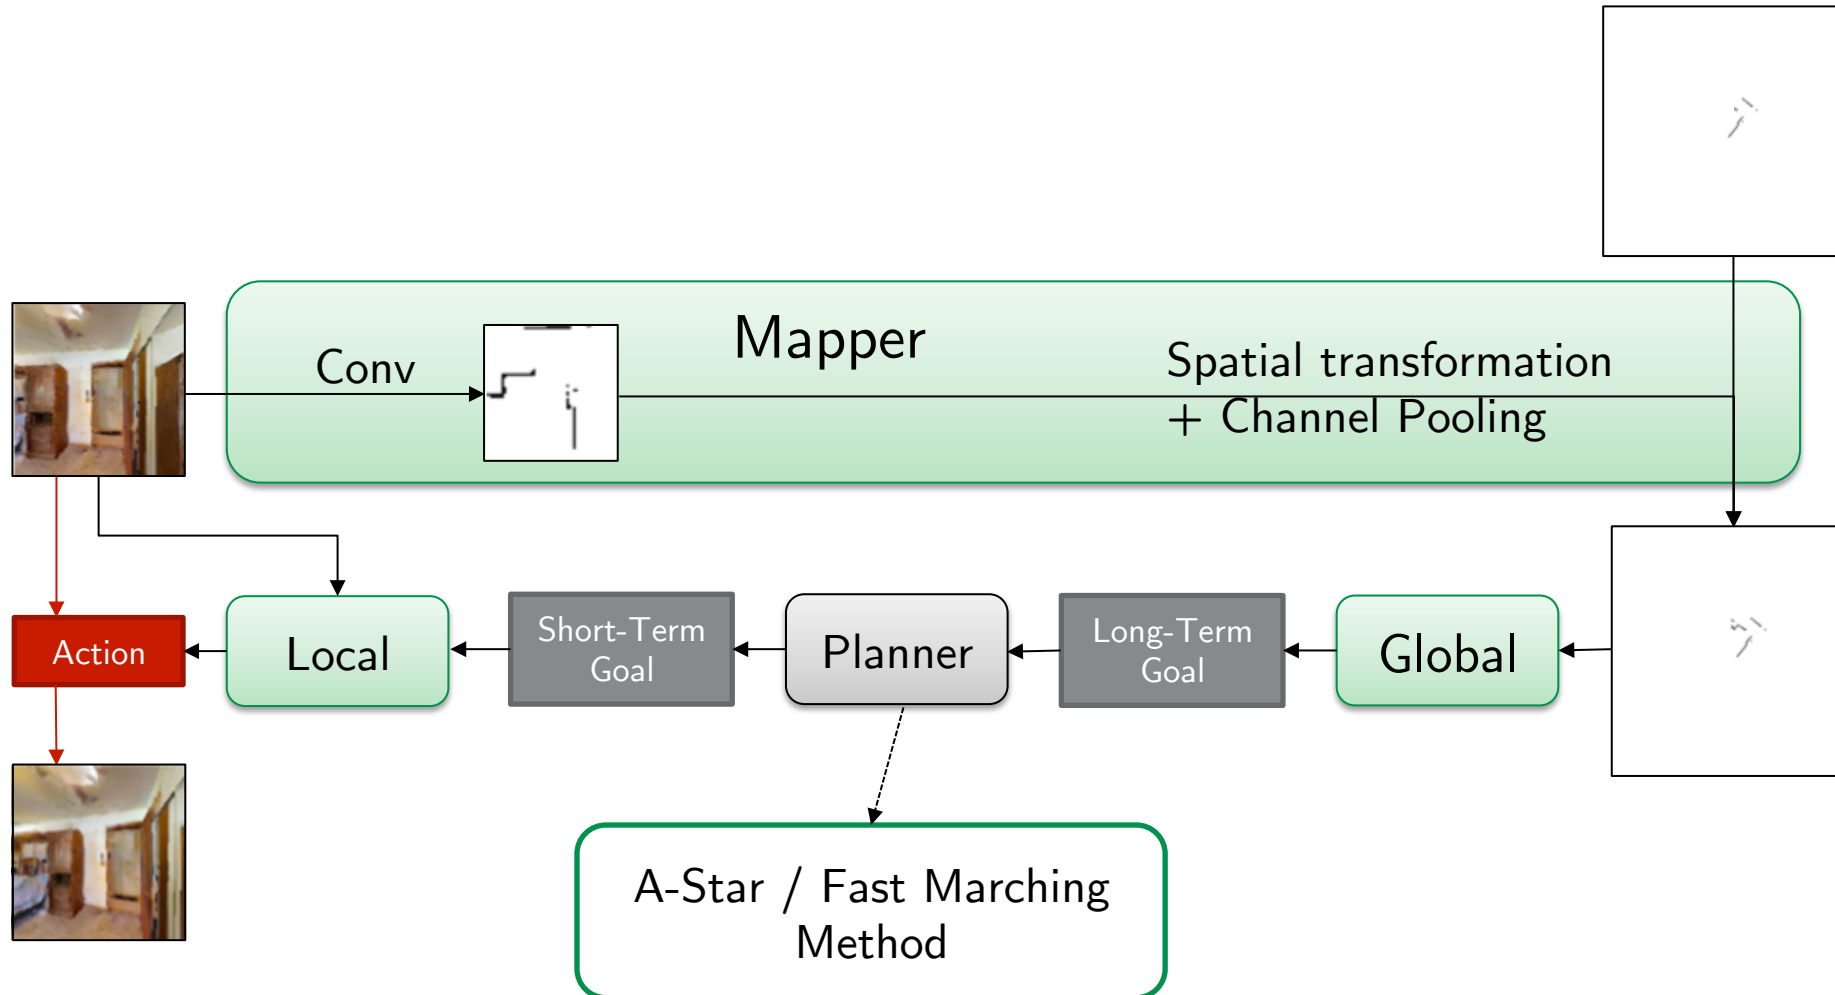 Mapper
Conv
Spatial transformation
+ Channel Pooling
Action
Local
Short-Term
Goal
Planner
Long-Term
Goal
Global
A-Star / Fast Marching
Method